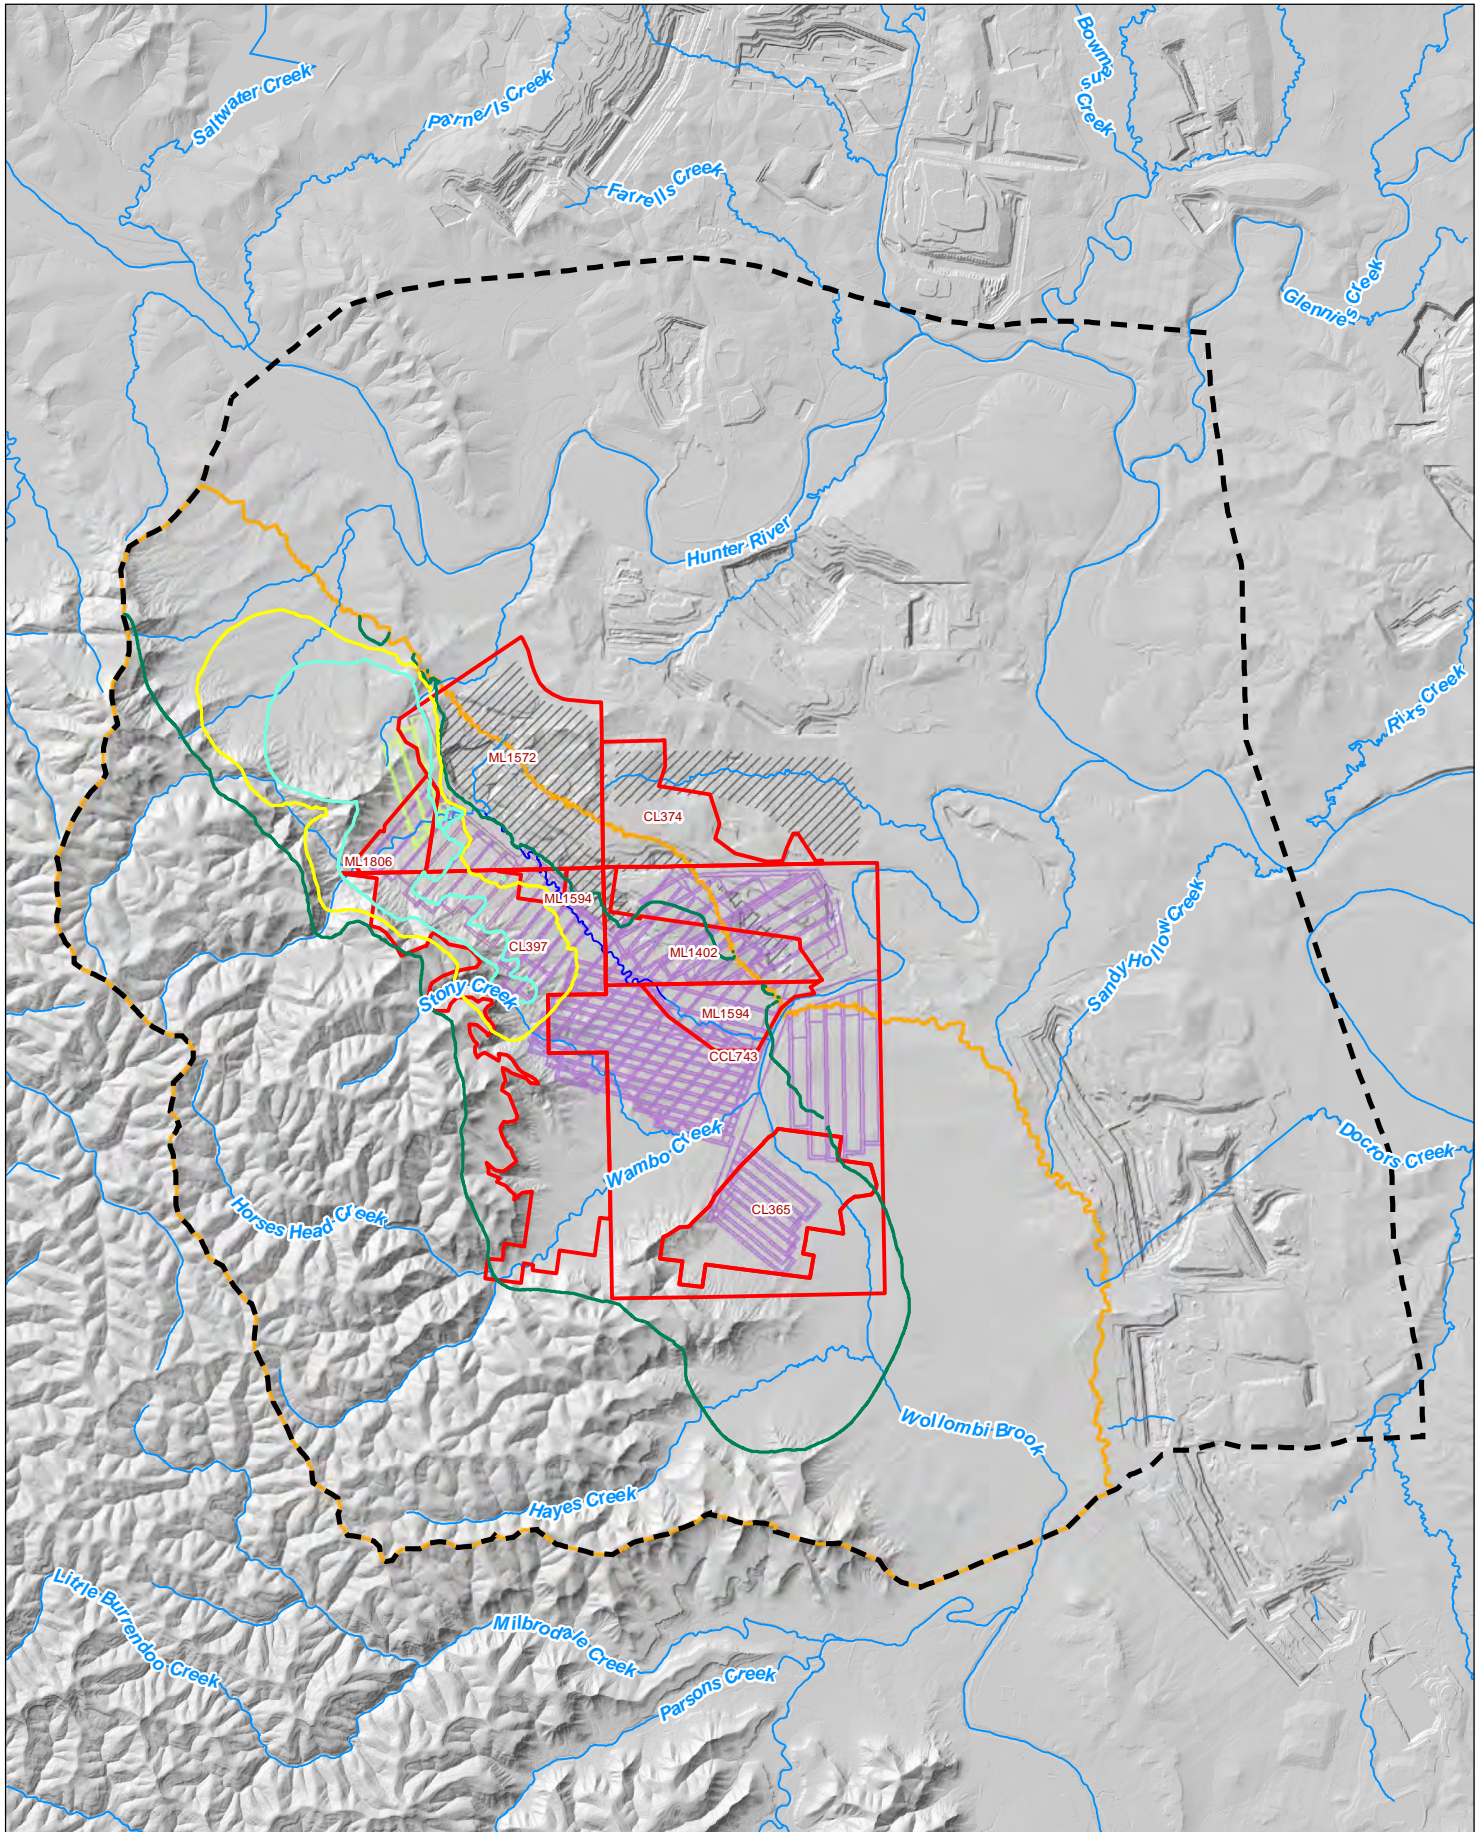 Bowmans Creek
Saltwater Creek
Parnells Creek
Farrells Creek
Glennies Creek
Hunter River
Rixs Creek
ML1572
CL374
ML1806
ML1594
CL397
ML1402
Sandy Hollow Creek
Stony Creek
ML1594
CCL743
Wambo Creek
Doctors Creek
Horses Head Creek
CL365
Wollombi Brook
Hayes Creek
Little Burrendoo Creek
Milbrodale Creek
Parsons Creek